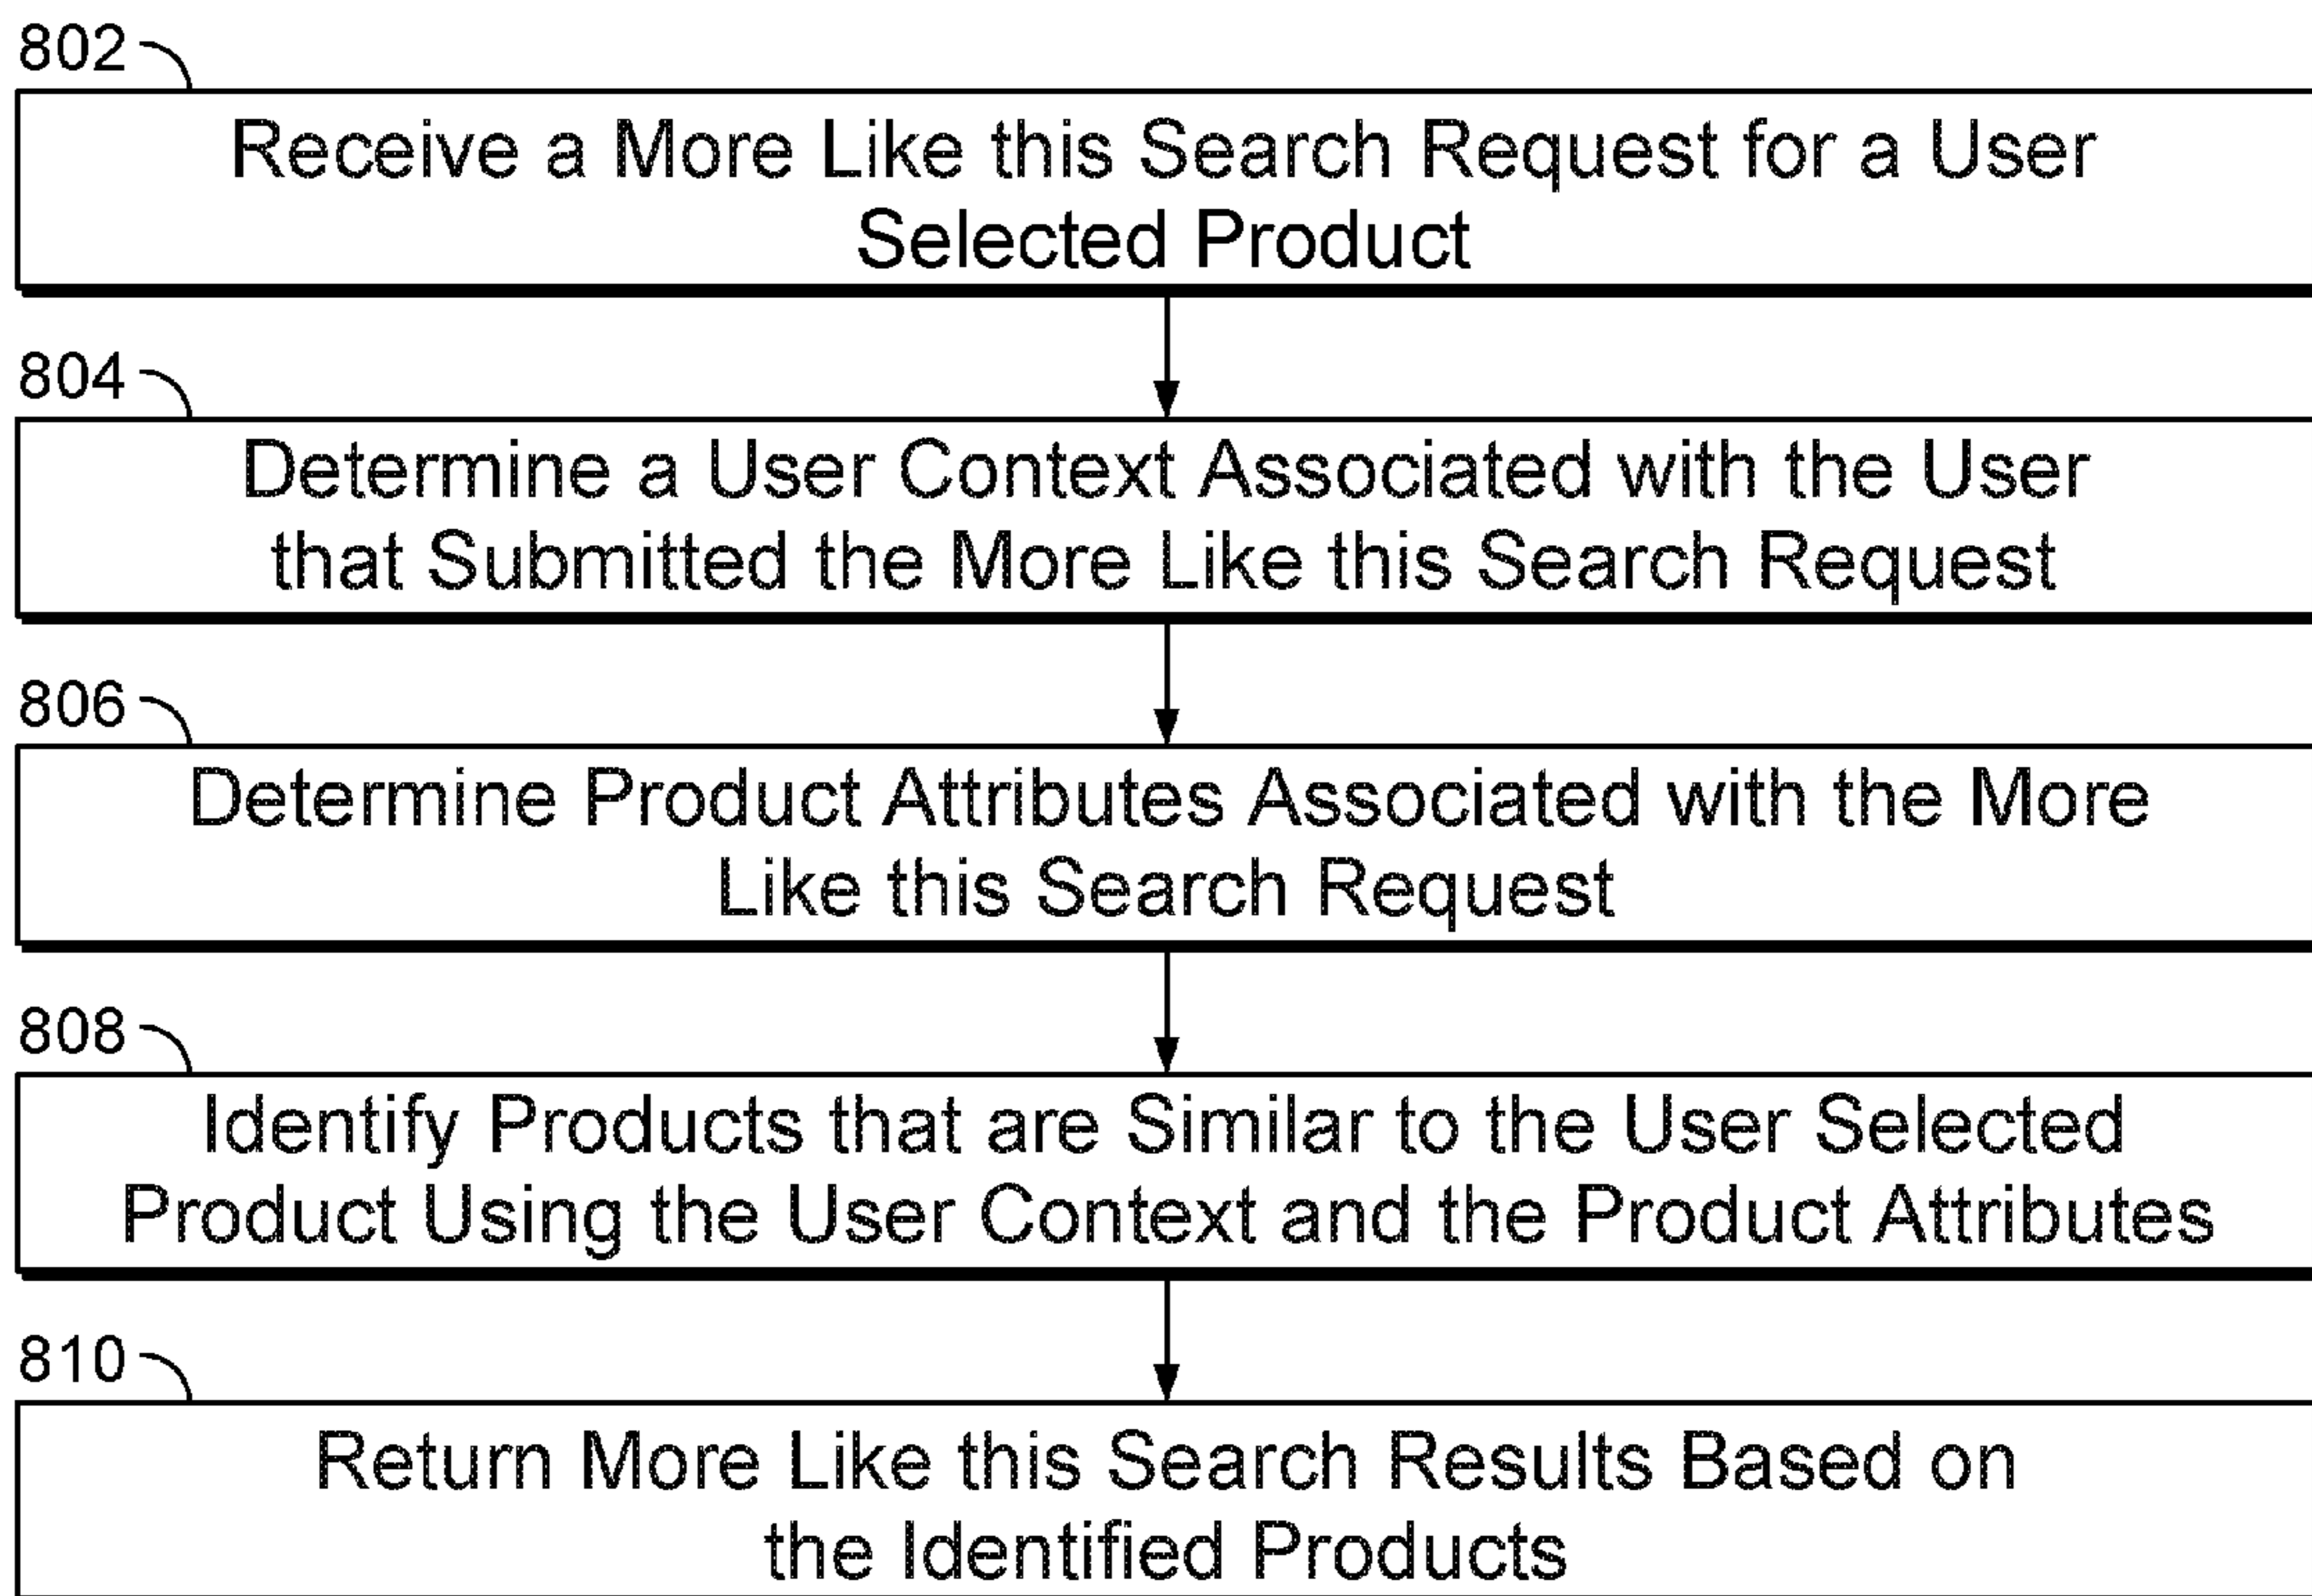 802
Receive a More Like this Search Request for a User
Selected Product
804
Determine a User Context Associated with the User
that Submitted the More Like this Search Request
806
Determine Product Attributes Associated with the More
Like this Search Request
808
Identify Products that are Similar to the User Selected
Product Using the User Context and the Product Attributes
810
Return More Like this Search Results Based on
the Identified Products